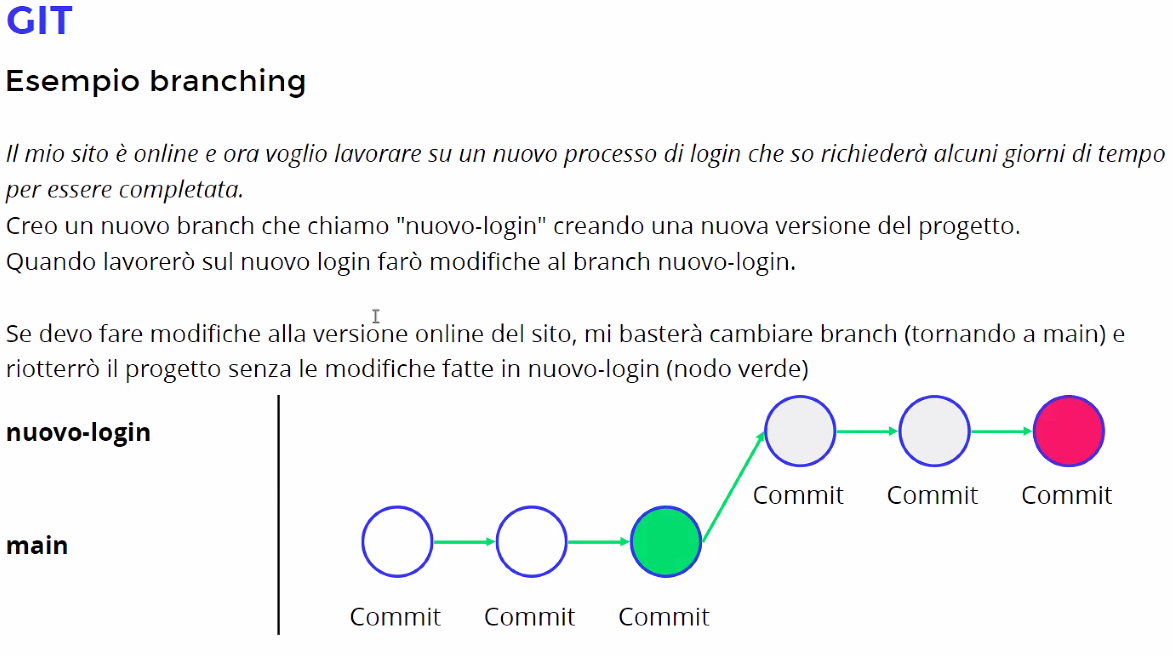 GIT
Esempio branching
Il mio sito è online e ora voglio lavorare su un nuovo processo di login che so richiederà alcuni giorni di tempo
per essere completata.
Creo un nuovo branch che chiamo "nuovo-login" creando una nuova versione del progetto.
Quando lavorerò sul nuovo login farò modifiche al branch nuovo-login.
Se devo fare modifiche alla versione online del sito, mi basterà cambiare branch (tornando a main) e
riotterrò il progetto senza le modifiche fatte in nuovo-login (nodo verde)
nuovo-login
Commit Commit Commit
main
Commit Commit Commit